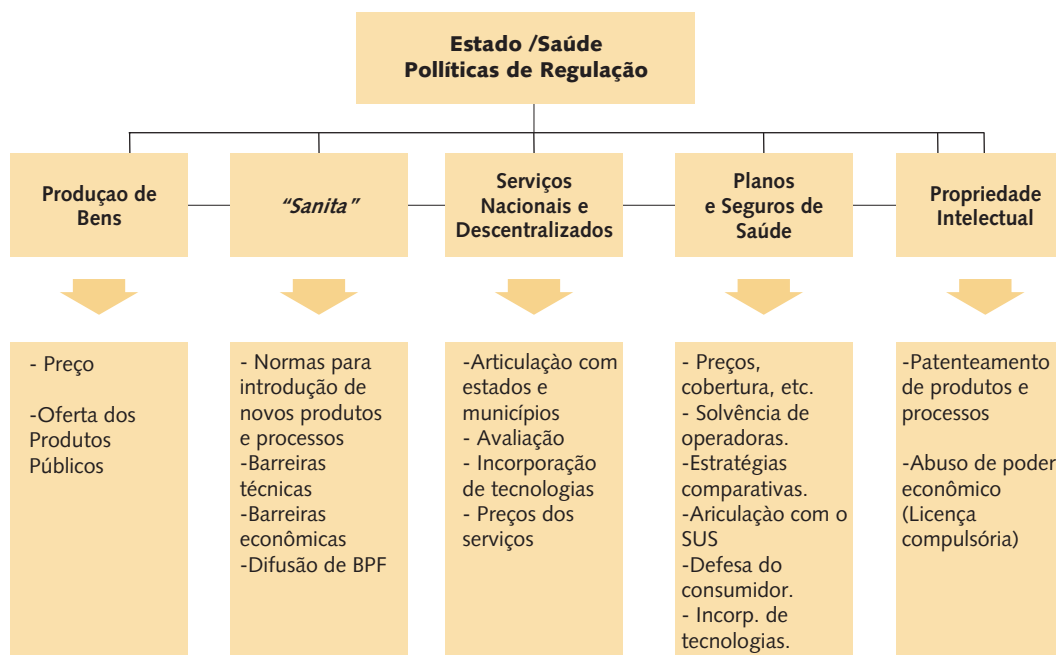 Estado /Saúde
Pollíticas de Regulação
Produçao de
Bens
“Sanita”
Serviços
Nacionais e
Descentralizados
Planos
e Seguros de
Saúde
Propriedade
Intelectual
- Preço
-Oferta dos
Produtos
Públicos
- Normas para
introdução de
novos produtos
e processos
-Barreiras
técnicas
-Barreiras
econômicas
-Difusão de BPF
-Articulaçào com
estados e
municípios
- Avaliação
- Incorporação
de tecnologias
- Preços dos
serviços
- Preços,
cobertura, etc.
- Solvência de
operadoras.
-Estratégias
comparativas.
-Ariculaçào com o
SUS
-Defesa do
consumidor.
- Incorp. de
tecnologias.
-Patenteamento
de produtos e
processos
-Abuso de poder
econômico
(Licença
compulsória)